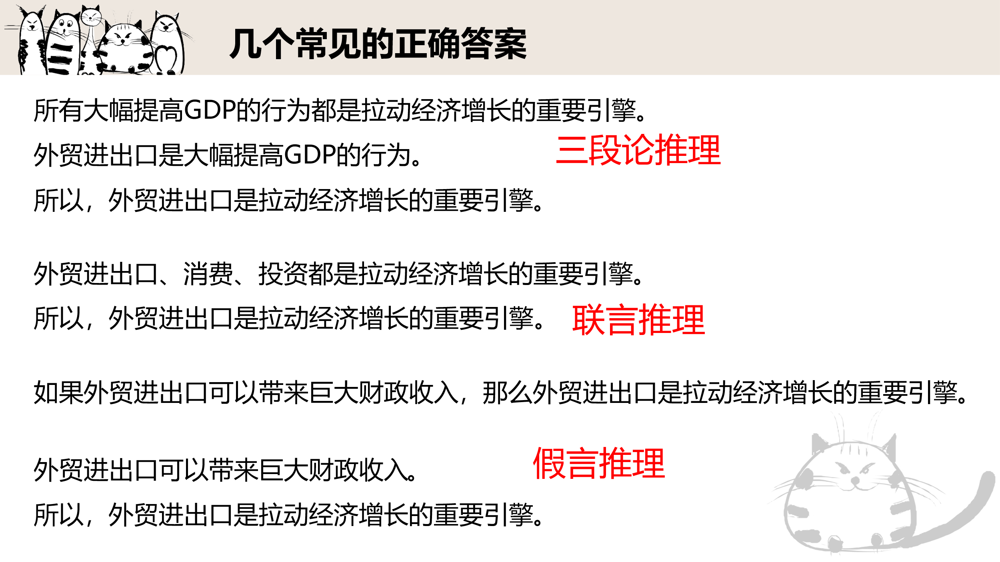 几个常见的正确答案
所有大幅提高GDP的行为都是拉动经济增长的重要引擎。
外贸进出口是大幅提高GDP的行为。
三段论推理
所以，外贸进出口是拉动经济增长的重要引擎。
外贸进出口、消费、投资都是拉动经济增长的重要引擎。
所以，外贸进出口是拉动经济增长的重要引擎。
联言推理
如果外贸进出口可以带来巨大财政收入，那么外贸进出口是拉动经济增长的重要引擎。
外贸进出口可以带来巨大财政收入。
假言推理
所以，外贸进出口是拉动经济增长的重要引擎。